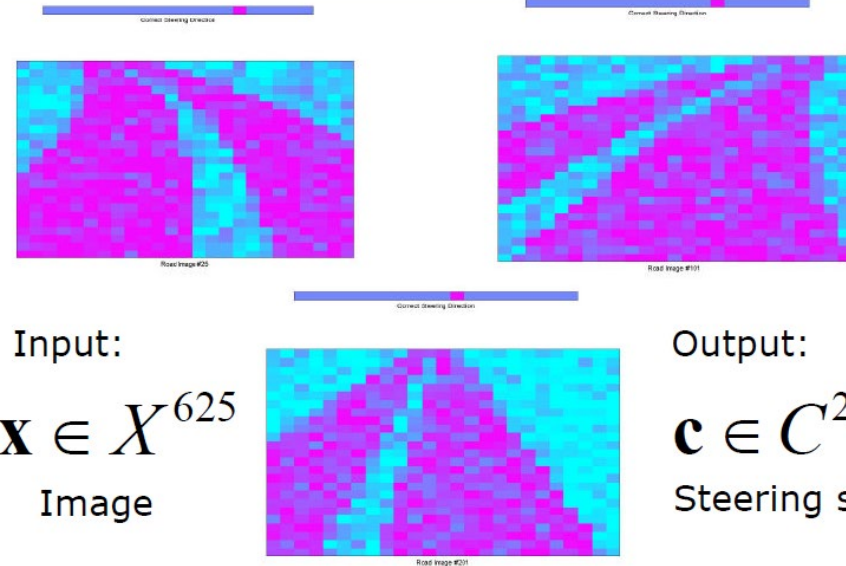 Correct Steering Direction
Correct Steering Direction
Road Image #25
Road Image #101
Correct Steering Direction
Input:
Output:
x ∈ X^625
c ∈ C^2
Image
Steering s
Road Image #201